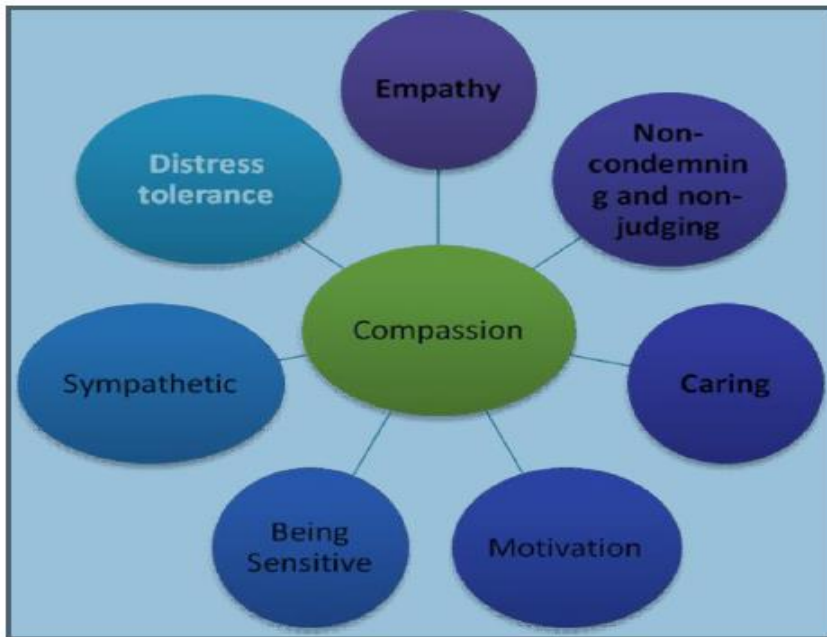 Empathy
Non-
condemnin
g and non-
judging
Distress
tolerance
Compassion
Sympathetic
Caring
Being
Sensitive
Motivation